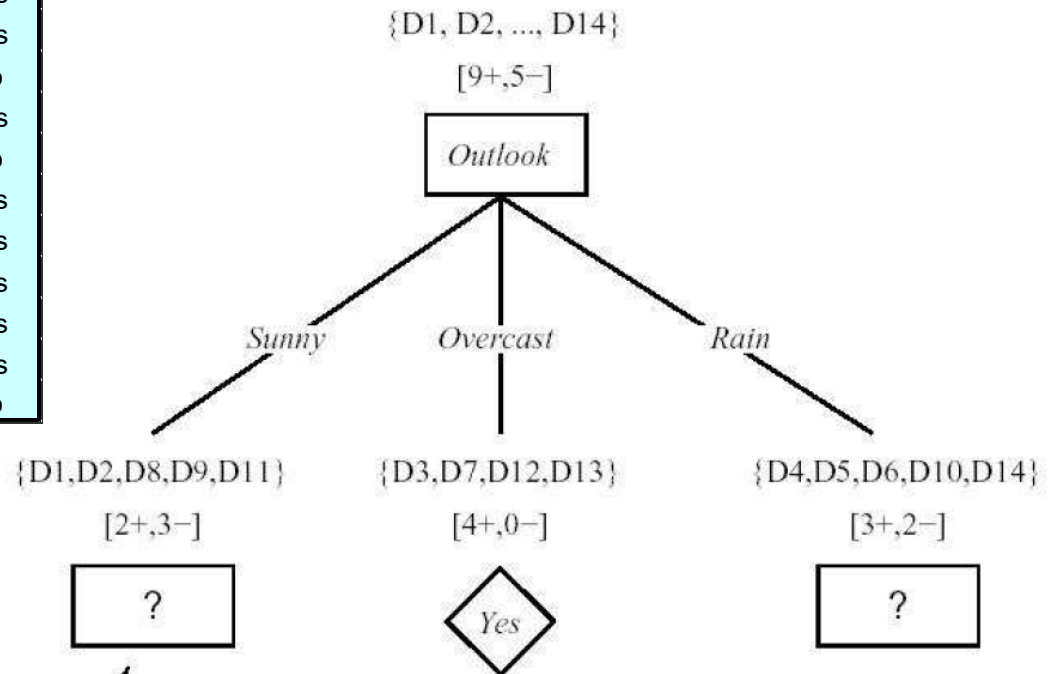 {D1, D2, ..., D14}
[9+,5−]
Outlook
Sunny
Overcast
Rain
{D1,D2,D8,D9,D11}
{D3,D7,D12,D13}
{D4,D5,D6,D10,D14}
[2+,3−]
[4+,0−]
[3+,2−]
?
Yes
?